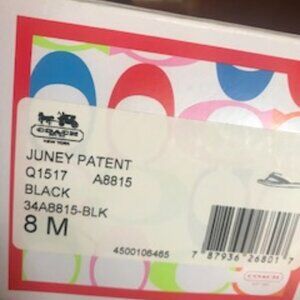 COACH
NEW YORK
JUNEY PATENT
Q1517 A8815
BLACK
34A8815-BLK
8 M
4500106465
7 87936 26801 7
COACH